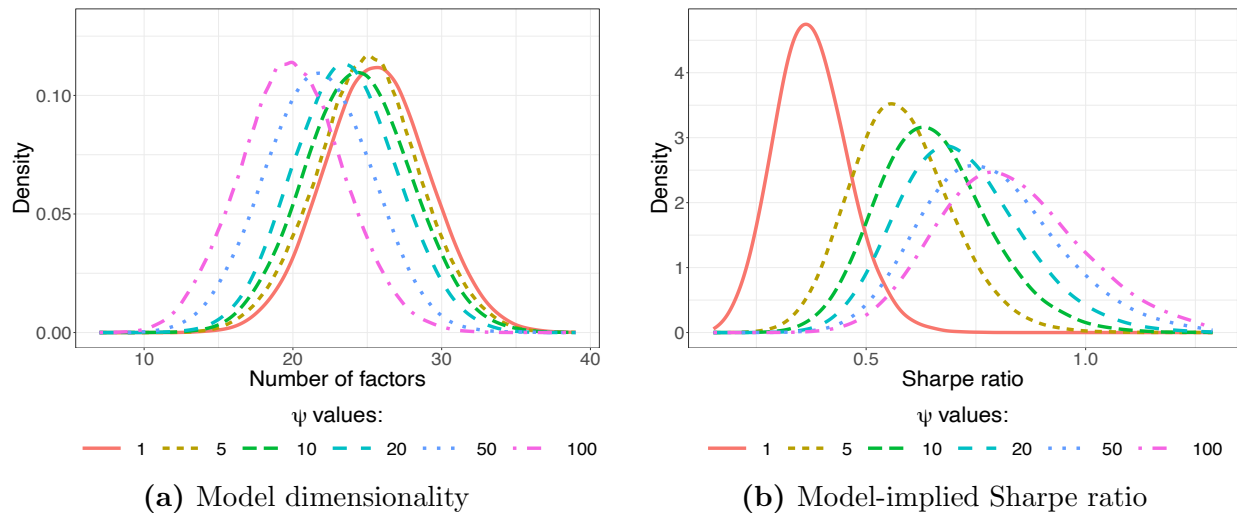 0.10
0.05
0.00
Density
10 20 30 40
Number of factors
ψ values:
1 5 10 20 50 100
(a) Model dimensionality
4
3
2
1
0
Density
0.5 1.0
Sharpe ratio
ψ values:
1 5 10 20 50 100
(b) Model-implied Sharpe ratio